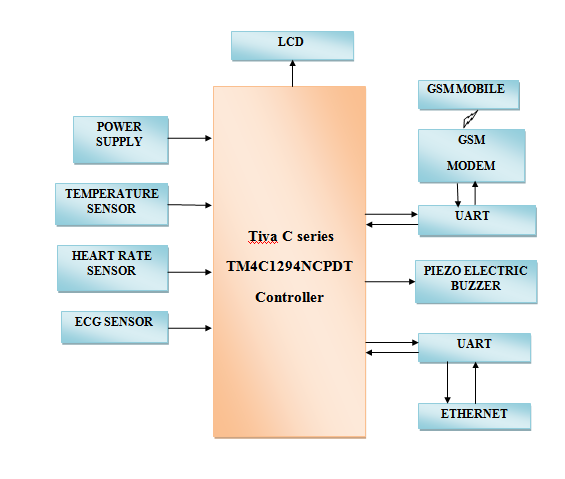 LCD
POWER
SUPPLY
TEMPERATURE
SENSOR
HEART RATE
SENSOR
ECG SENSOR
Tiva C series
TM4C1294NCPDT
Controller
GSM MOBILE
GSM
MODEM
UART
PIEZO ELECTRIC
BUZZER
UART
ETHERNET